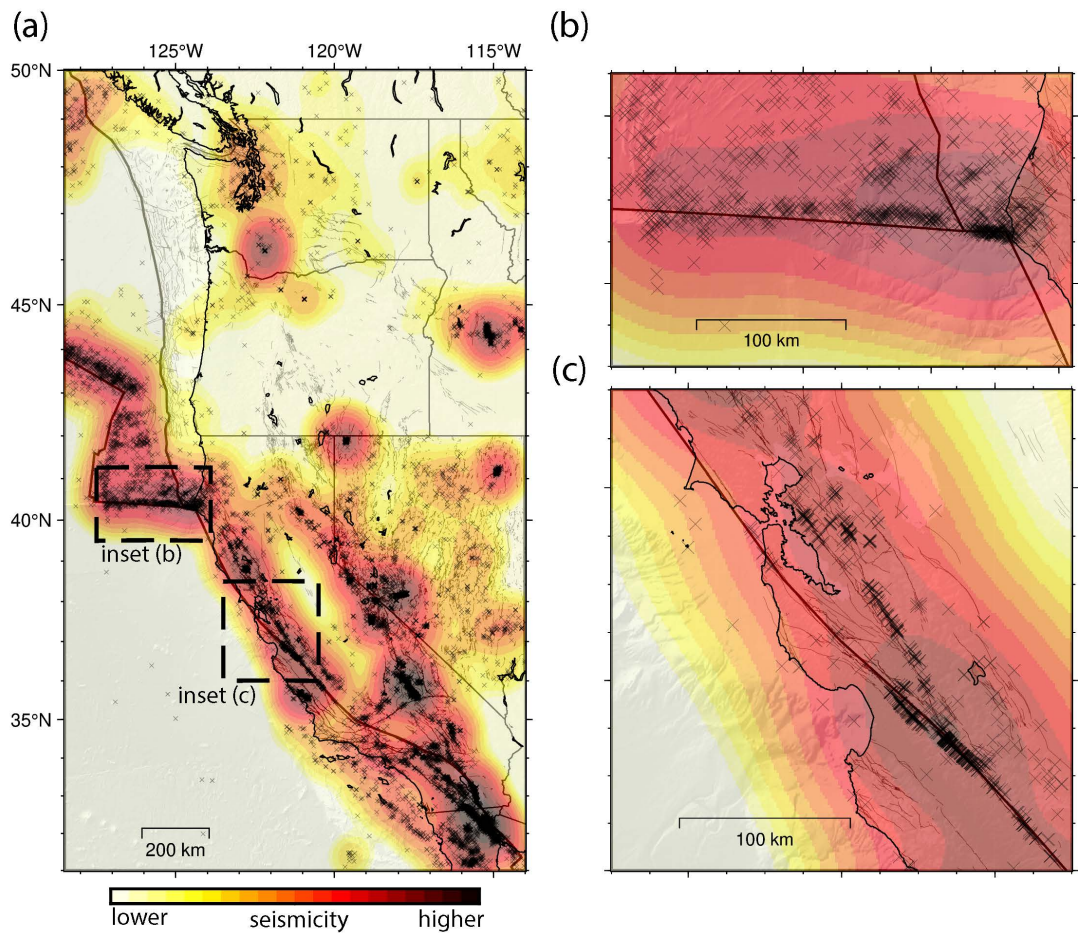 (a)
125°W 120°W 115°W
50°N
45°N
40°N
35°N
inset (b)
inset (c)
200 km
lower seismicity higher
(b)
100 km
(c)
100 km